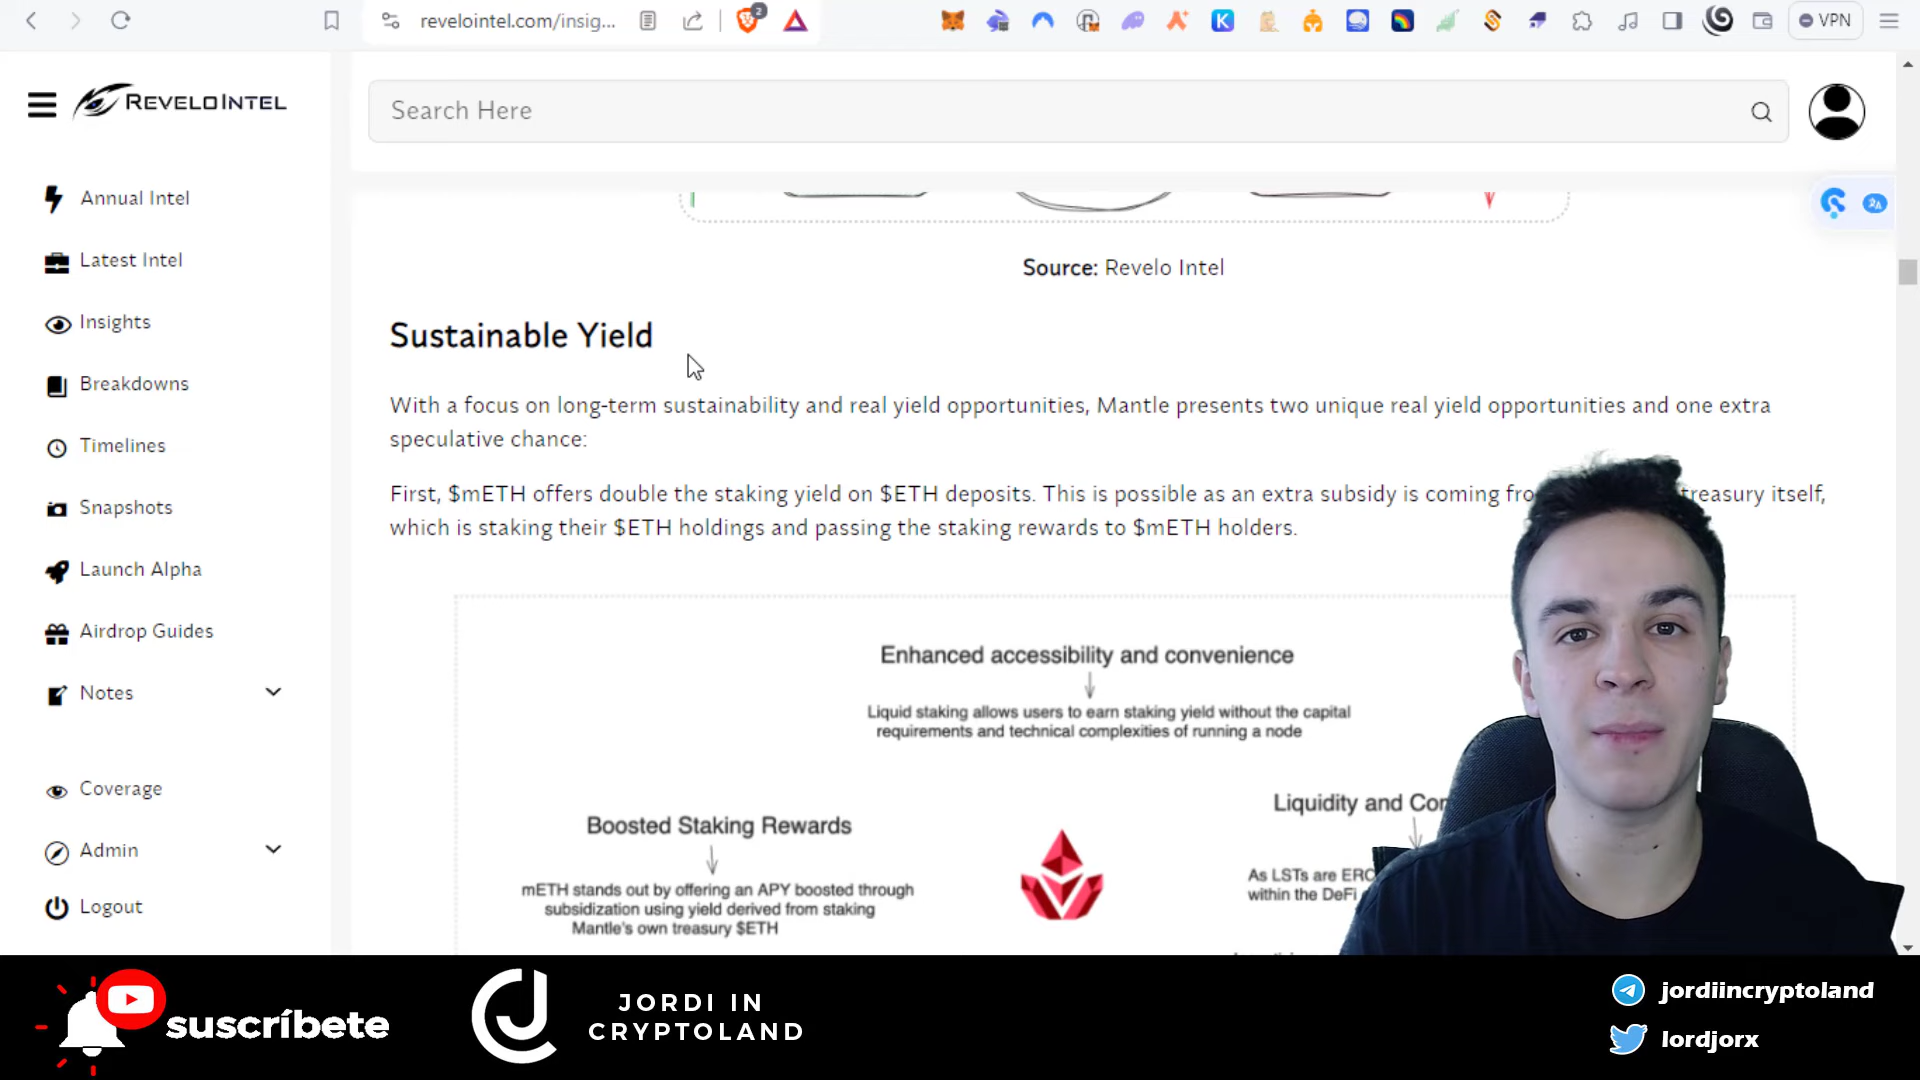 revelointel.com/insig...
2
VPN
REVELOINTEL
Search Here
Annual Intel
Latest Intel
Insights
Breakdowns
Timelines
Snapshots
Launch Alpha
Airdrop Guides
Notes
Coverage
Admin
Logout
Source: Revelo Intel
Sustainable Yield
With a focus on long-term sustainability and real yield opportunities, Mantle presents two unique real yield opportunities and one extra
speculative chance:
First, $mETH offers double the staking yield on $ETH deposits. This is possible as an extra subsidy is coming treasury itself,
which is staking their $ETH holdings and passing the staking rewards to $mETH holders.
Enhanced accessibility and convenience
Liquid staking allows users to earn staking yield without the capital
requirements and technical complexities of running a node
Boosted Staking Rewards
mETH stands out by offering an APY boosted through
subsidization using yield derived from staking
Mantle's own treasury $ETH
Liquidity and
As LSTs are ERC
within the DeFi
suscríbete
JORDI IN
CRYPTOLAND
jordiincryptoland
lordjorx